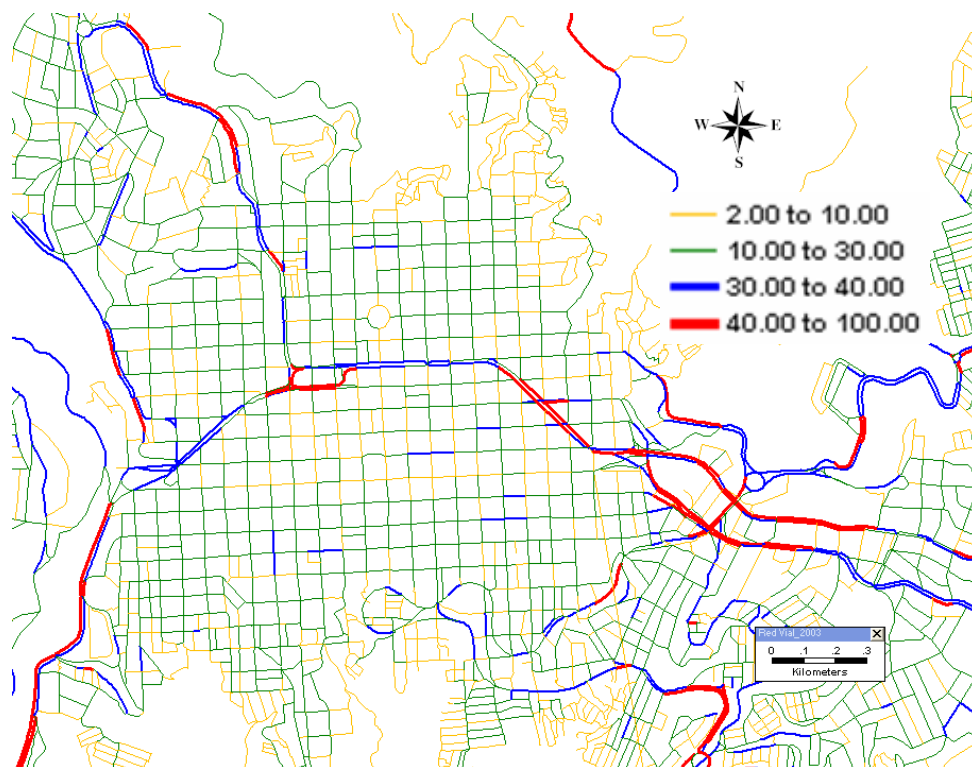 N
W E
S
2.00 to 10.00
10.00 to 30.00
30.00 to 40.00
40.00 to 100.00
Red Vial_2003
0 .1 .2 .3
Kilometers